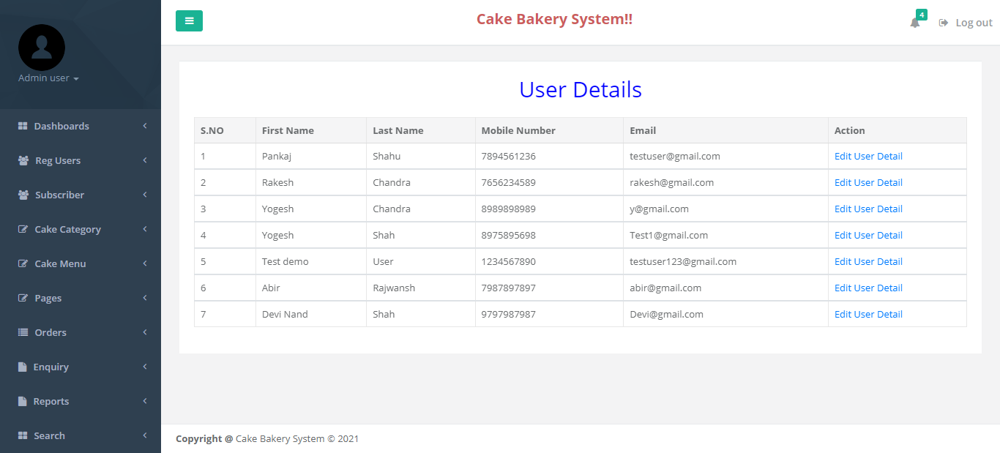 Cake Bakery System!!
4
Log out
Admin user
Dashboards
Reg Users
Subscriber
Cake Category
Cake Menu
Pages
Orders
Enquiry
Reports
Search
User Details
S.NO First Name Last Name Mobile Number Email Action
1 Pankaj Shahu 7894561236 testuser@gmail.com Edit User Detail
2 Rakesh Chandra 7656234589 rakesh@gmail.com Edit User Detail
3 Yogesh Chandra 8989898989 y@gmail.com Edit User Detail
4 Yogesh Shah 8975895698 Test1@gmail.com Edit User Detail
5 Test demo User 1234567890 testuser123@gmail.com Edit User Detail
6 Abir Rajwansh 7987897897 abir@gmail.com Edit User Detail
7 Devi Nand Shah 9797987987 Devi@gmail.com Edit User Detail
Copyright @ Cake Bakery System © 2021